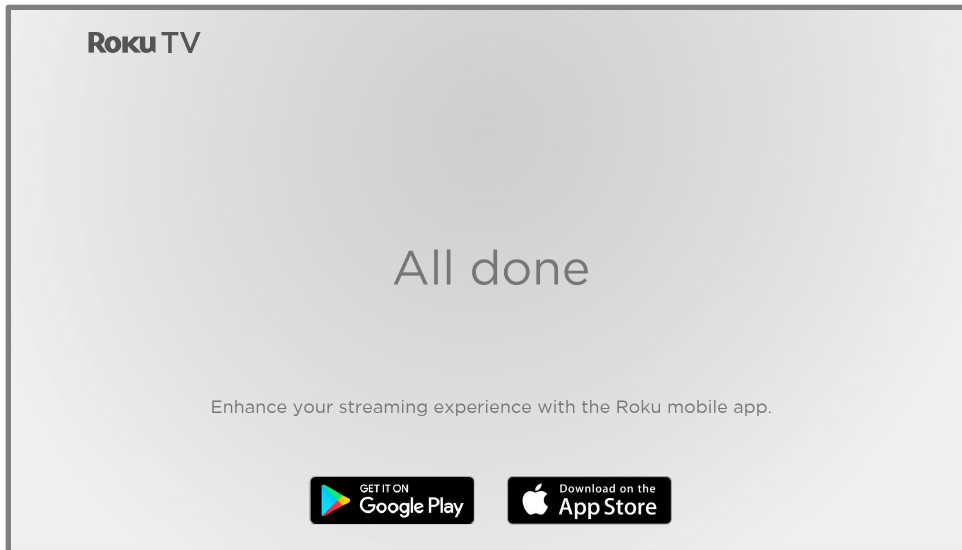 Roku TV
All done
Enhance your streaming experience with the Roku mobile app.
GET IT ON
Google Play
Download on the
App Store